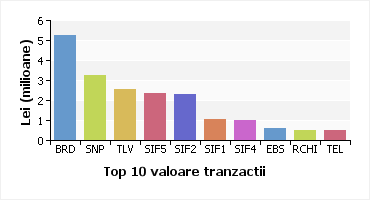 6
5
4
3
2
1
0
Lei (milioane)
BRD SNP TLV SIF5 SIF2 SIF1 SIF4 EBS RCHI TEL
Top 10 valoare tranzactii